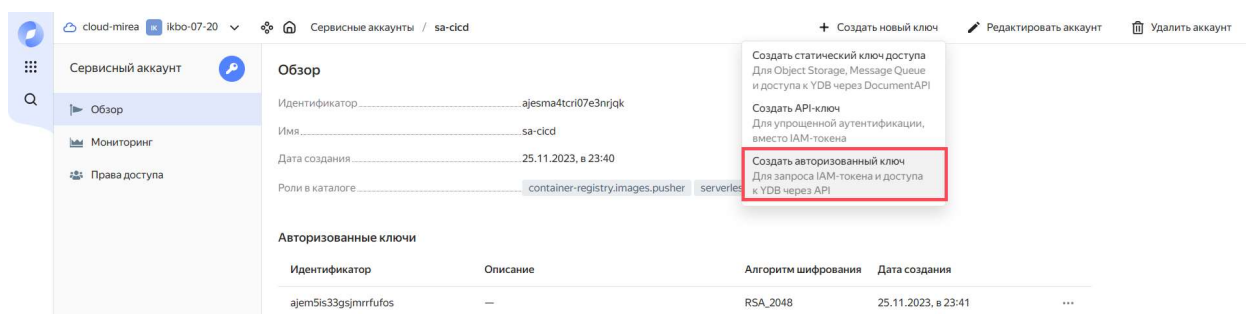 cloud-mirea IK ikbo-07-20 Сервисные аккаунты / sa-cicd + Создать новый ключ Редактировать аккаунт Удалить аккаунт
Сервисный аккаунт
Обзор
Мониторинг
Права доступа
Обзор
Идентификатор ajesma4tcri07e3nrjqk
Имя sa-cicd
Дата создания 25.11.2023, в 23:40
Роли в каталоге container-registry.images.pusher serverles
Создать статический ключ доступа
Для Object Storage, Message Queue
и доступа к YDB через DocumentAPI
Создать API-ключ
Для упрощенной аутентификации,
вместо IAM-токена
Создать авторизованный ключ
Для запроса IAM-токена и доступа
к YDB через API
Авторизованные ключи
Идентификатор Описание Алгоритм шифрования Дата создания
ajem5is33gsjmrrfufos — RSA_2048 25.11.2023, в 23:41 ...